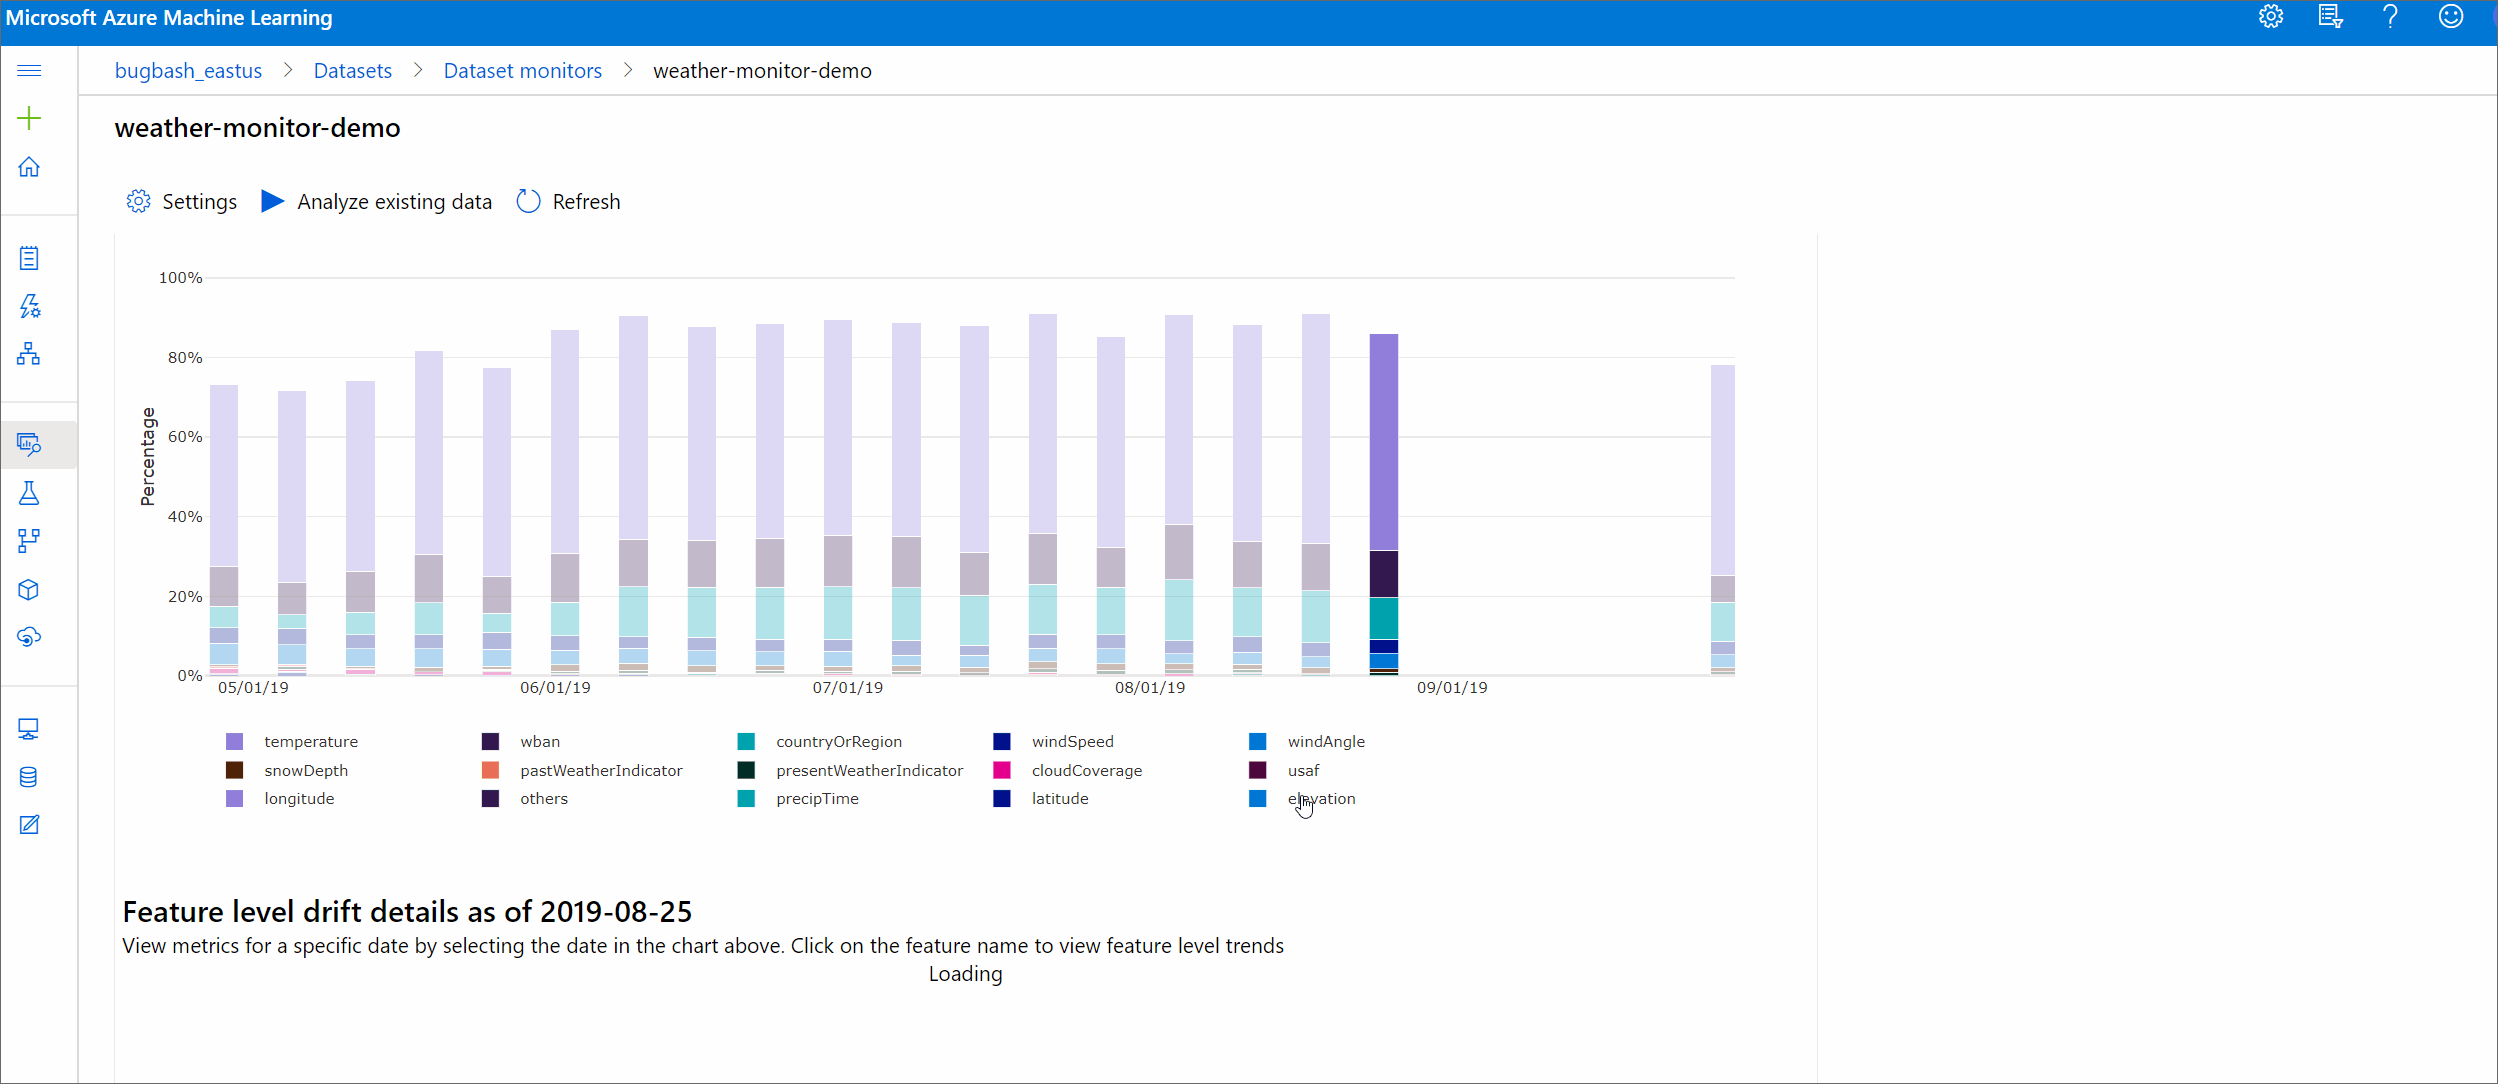 Microsoft Azure Machine Learning
bugbash_eastus > Datasets > Dataset monitors > weather-monitor-demo
weather-monitor-demo
Settings Analyze existing data Refresh
Percentage
100%
80%
60%
40%
20%
0%
05/01/19 06/01/19 07/01/19 08/01/19 09/01/19
temperature wban countryOrRegion windSpeed windAngle
snowDepth pastWeatherIndicator presentWeatherIndicator cloudCoverage usaf
longitude others precipTime latitude elevation
Feature level drift details as of 2019-08-25
View metrics for a specific date by selecting the date in the chart above. Click on the feature name to view feature level trends
Loading